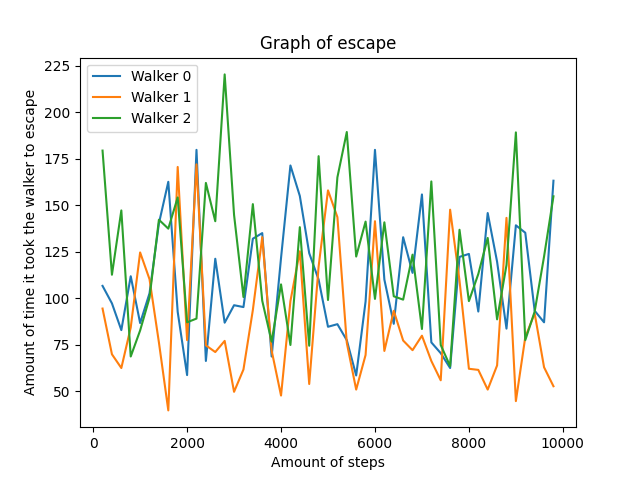 Graph of escape
Walker 0
Walker 1
Walker 2
Amount of time it took the walker to escape
225
200
175
150
125
100
75
50
0 2000 4000 6000 8000 10000
Amount of steps